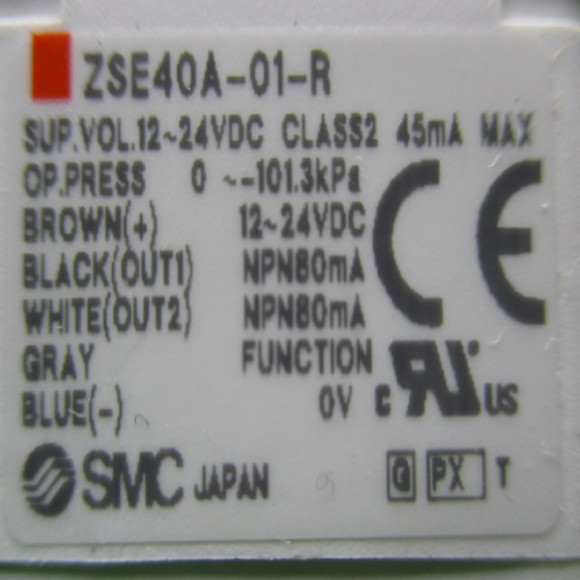 ZSE40A-01-R
SUP.VOL.12~24VDC CLASS2 45mA MAX
OP.PRESS 0 ~-101.3kPa
BROWN(+) 12~24VDC
BLACK(OUT1) NPN80mA
WHITE(OUT2) NPN80mA
GRAY FUNCTION
BLUE(-) 0V
CE
c RU US
SMC JAPAN
G PX T